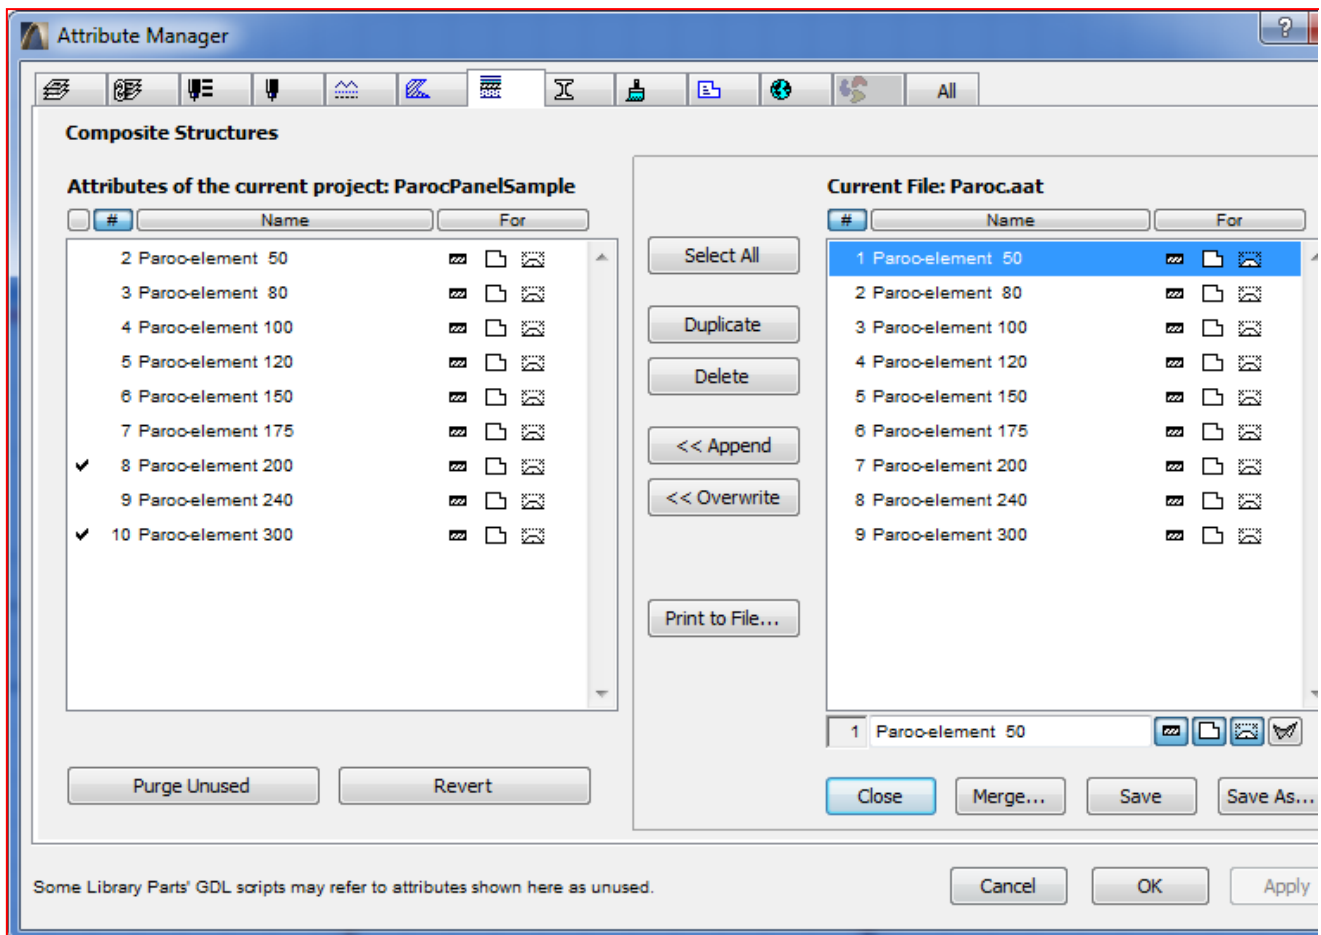 Attribute Manager
?
All
Composite Structures
Attributes of the current project: ParocPanelSample
# Name For
2 Paroc-element 50
3 Paroc-element 80
4 Paroc-element 100
5 Paroc-element 120
6 Paroc-element 150
7 Paroc-element 175
8 Paroc-element 200
9 Paroc-element 240
10 Paroc-element 300
Purge Unused Revert
Select All
Duplicate
Delete
<< Append
<< Overwrite
Print to File...
Current File: Paroc.aat
# Name For
1 Paroc-element 50
2 Paroc-element 80
3 Paroc-element 100
4 Paroc-element 120
5 Paroc-element 150
6 Paroc-element 175
7 Paroc-element 200
8 Paroc-element 240
9 Paroc-element 300
1 Paroc-element 50
Close Merge... Save Save As...
Some Library Parts' GDL scripts may refer to attributes shown here as unused.
Cancel OK Apply